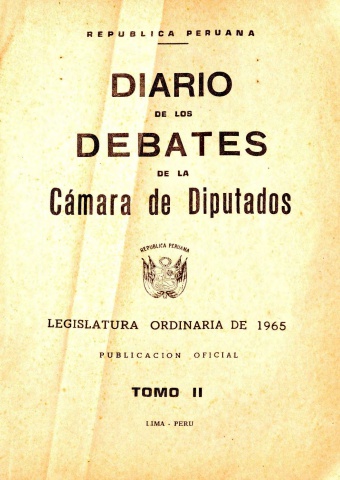 REPUBLICA PERUANA
DIARIO
DE LOS
DEBATES
DE LA
Cámara de Diputados
REPUBLICA PERUANA
LEGISLATURA ORDINARIA DE 1965
PUBLICACION OFICIAL
TOMO II
LIMA - PERU